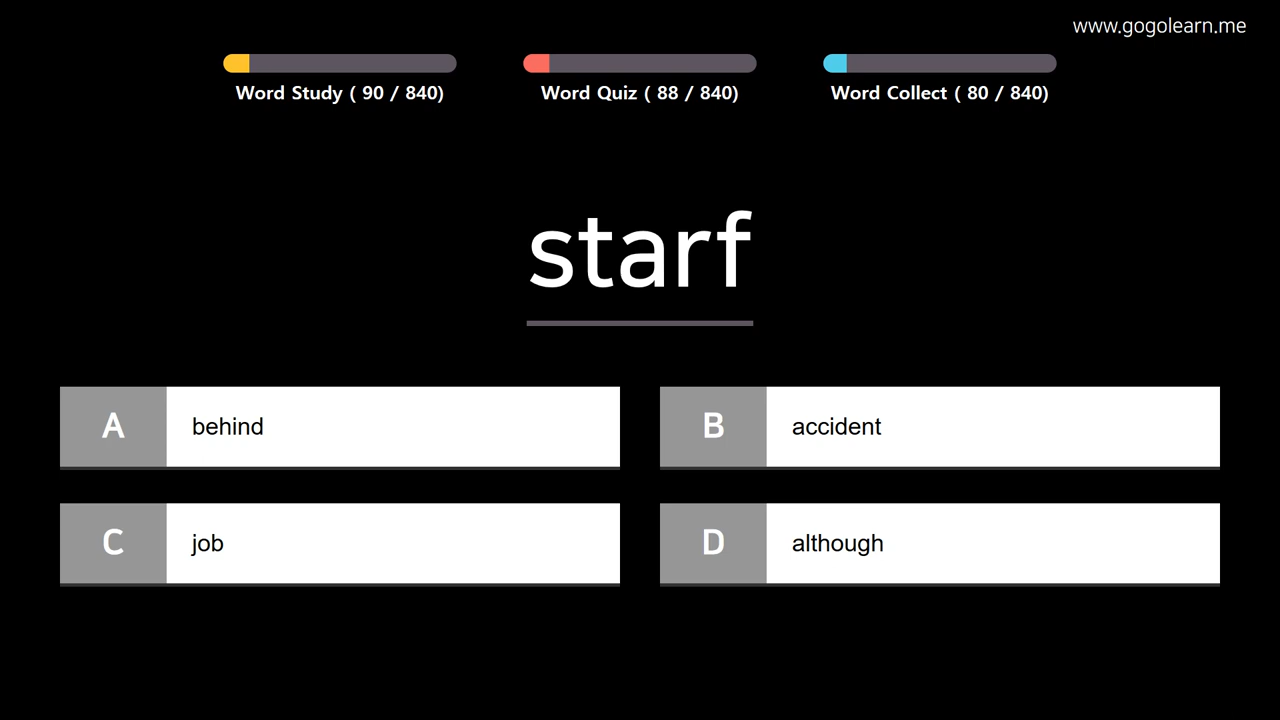 www.gogolearn.me
Word Study ( 90 / 840)
Word Quiz ( 88 / 840)
Word Collect ( 80 / 840)
starf
A behind
B accident
C job
D although